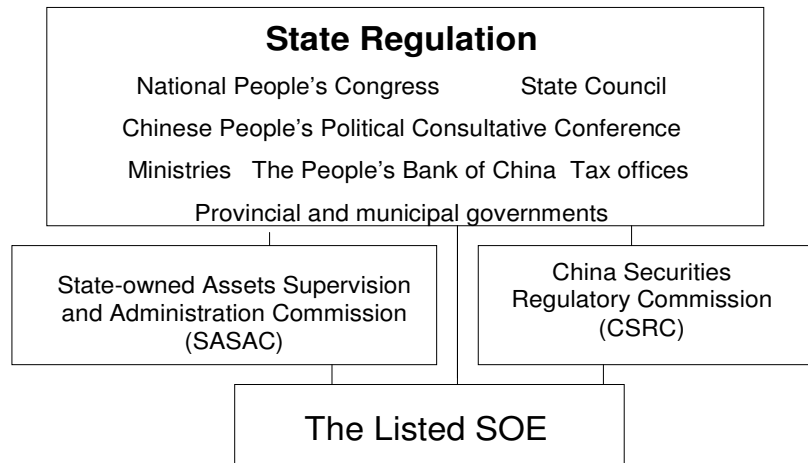 State Regulation
National People's Congress State Council
Chinese People's Political Consultative Conference
Ministries The People's Bank of China Tax offices
Provincial and municipal governments
State-owned Assets Supervision
and Administration Commission
(SASAC)
China Securities
Regulatory Commission
(CSRC)
The Listed SOE